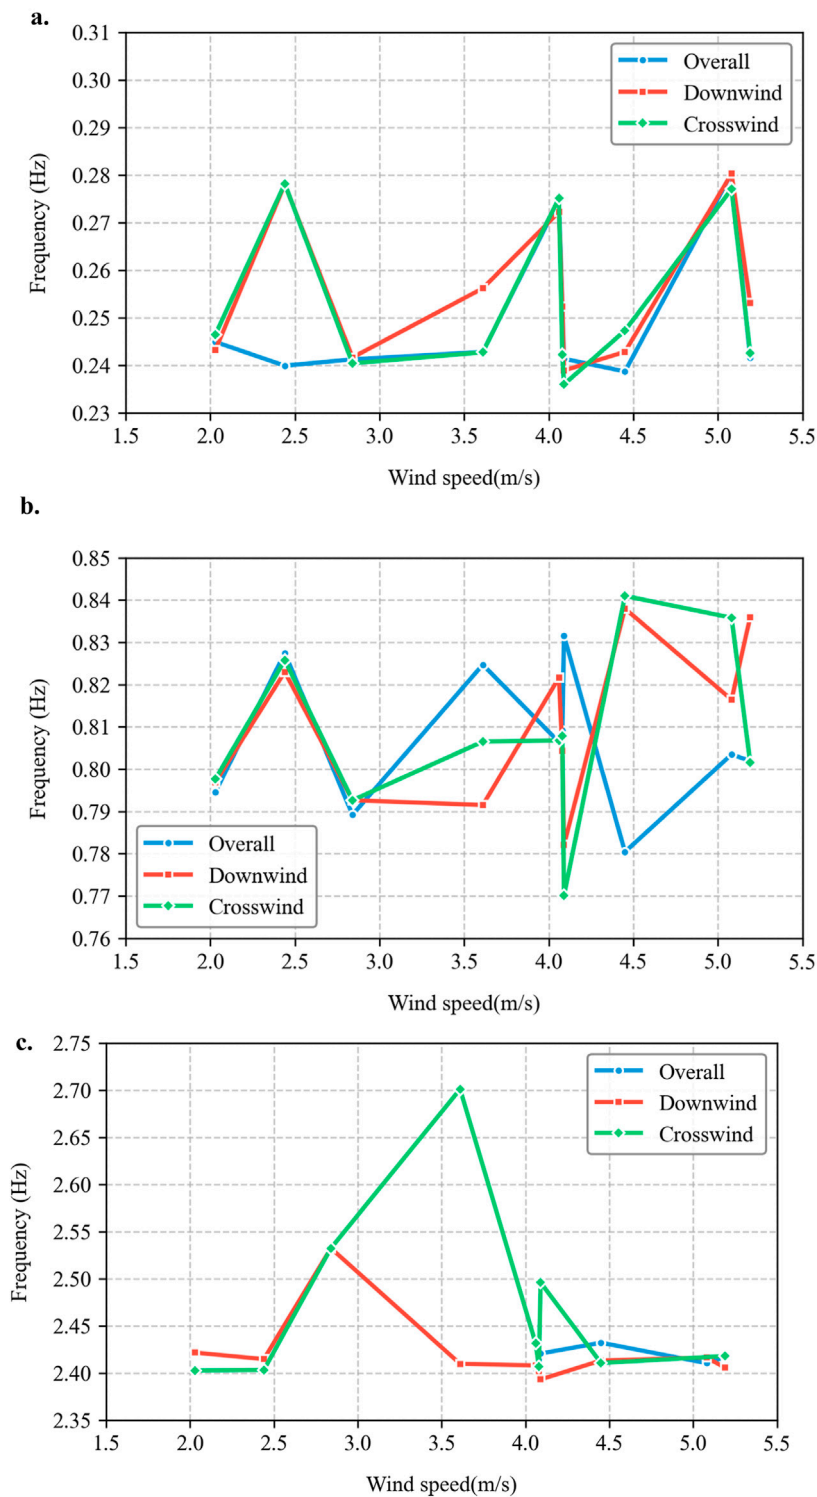 a.
0.31
0.30
0.29
0.28
0.27
0.26
0.25
0.24
0.23
Frequency (Hz)
Overall
Downwind
Crosswind
1.5 2.0 2.5 3.0 3.5 4.0 4.5 5.0 5.5
Wind speed(m/s)
b.
0.85
0.84
0.83
0.82
0.81
0.80
0.79
0.78
0.77
0.76
Frequency (Hz)
Overall
Downwind
Crosswind
1.5 2.0 2.5 3.0 3.5 4.0 4.5 5.0 5.5
Wind speed(m/s)
c.
2.75
2.70
2.65
2.60
2.55
2.50
2.45
2.40
2.35
Frequency (Hz)
Overall
Downwind
Crosswind
1.5 2.0 2.5 3.0 3.5 4.0 4.5 5.0 5.5
Wind speed(m/s)